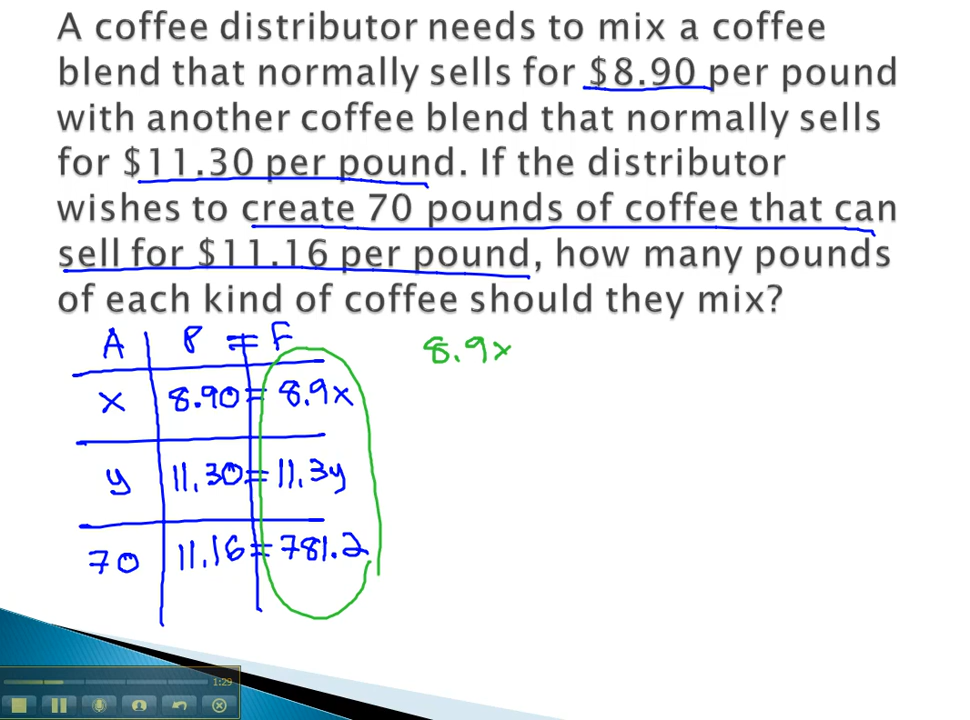 A coffee distributor needs to mix a coffee
blend that normally sells for $8.90 per pound
with another coffee blend that normally sells
for $11.30 per pound. If the distributor
wishes to create 70 pounds of coffee that can
sell for $11.16 per pound, how many pounds
of each kind of coffee should they mix?
A P = F
8.9x
x 8.90 = 8.9x
y 11.30 = 11.3y
70 11.16 = 781.2
1:29